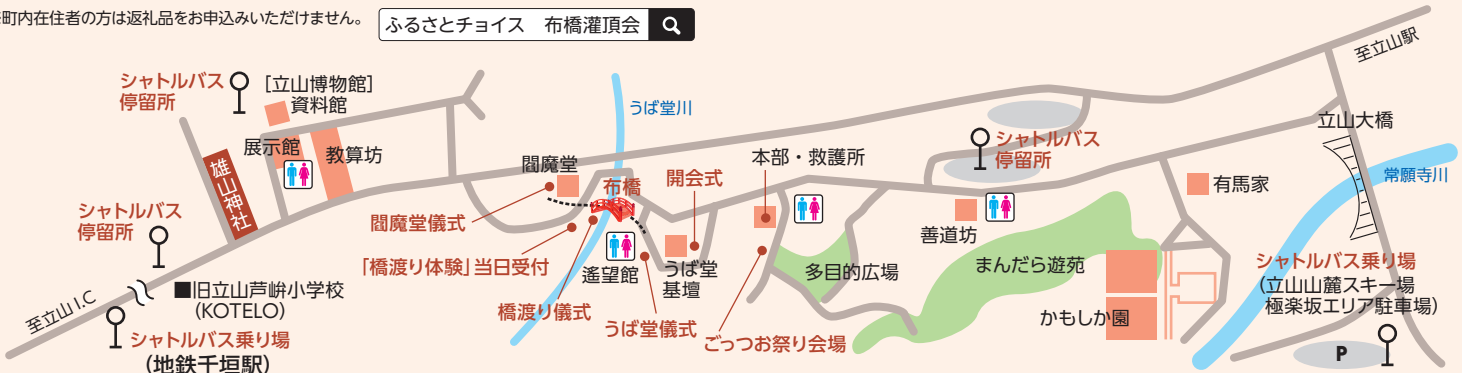 町内在住者の方は返礼品をお申込みいただけません。
ふるさとチョイス　布橋灌頂会
至立山駅
シャトルバス
停留所
[立山博物館]
資料館
うば堂川
展示館
教算坊
雄山神社
閻魔堂
布橋
開会式
本部・救護所
シャトルバス
停留所
立山大橋
常願寺川
有馬家
シャトルバス
停留所
閻魔堂儀式
「橋渡り体験」当日受付
遙望館
うば堂
基壇
多目的広場
善道坊
まんだら遊苑
シャトルバス乗り場
(立山山麓スキー場
極楽坂エリア駐車場)
■旧立山芦峅小学校
(KOTELO)
橋渡り儀式
うば堂儀式
ごっつお祭り会場
かもしか園
至立山I.C
シャトルバス乗り場
(地鉄千垣駅)
P